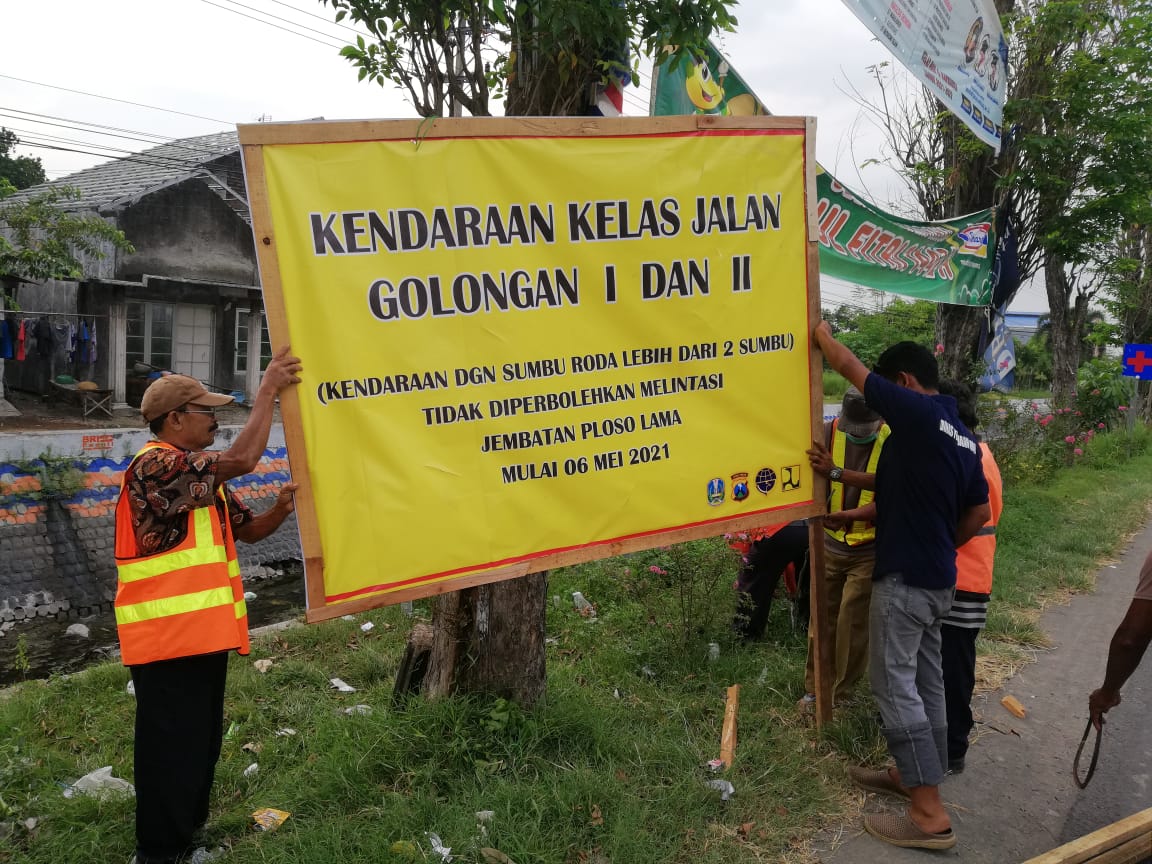 KENDARAAN KELAS JALAN
GOLONGAN I DAN II
(KENDARAAN DGN SUMBU RODA LEBIH DARI 2 SUMBU)
TIDAK DIPERBOLEHKAN MELINTASI
JEMBATAN PLOSO LAMA
MULAI 06 MEI 2021